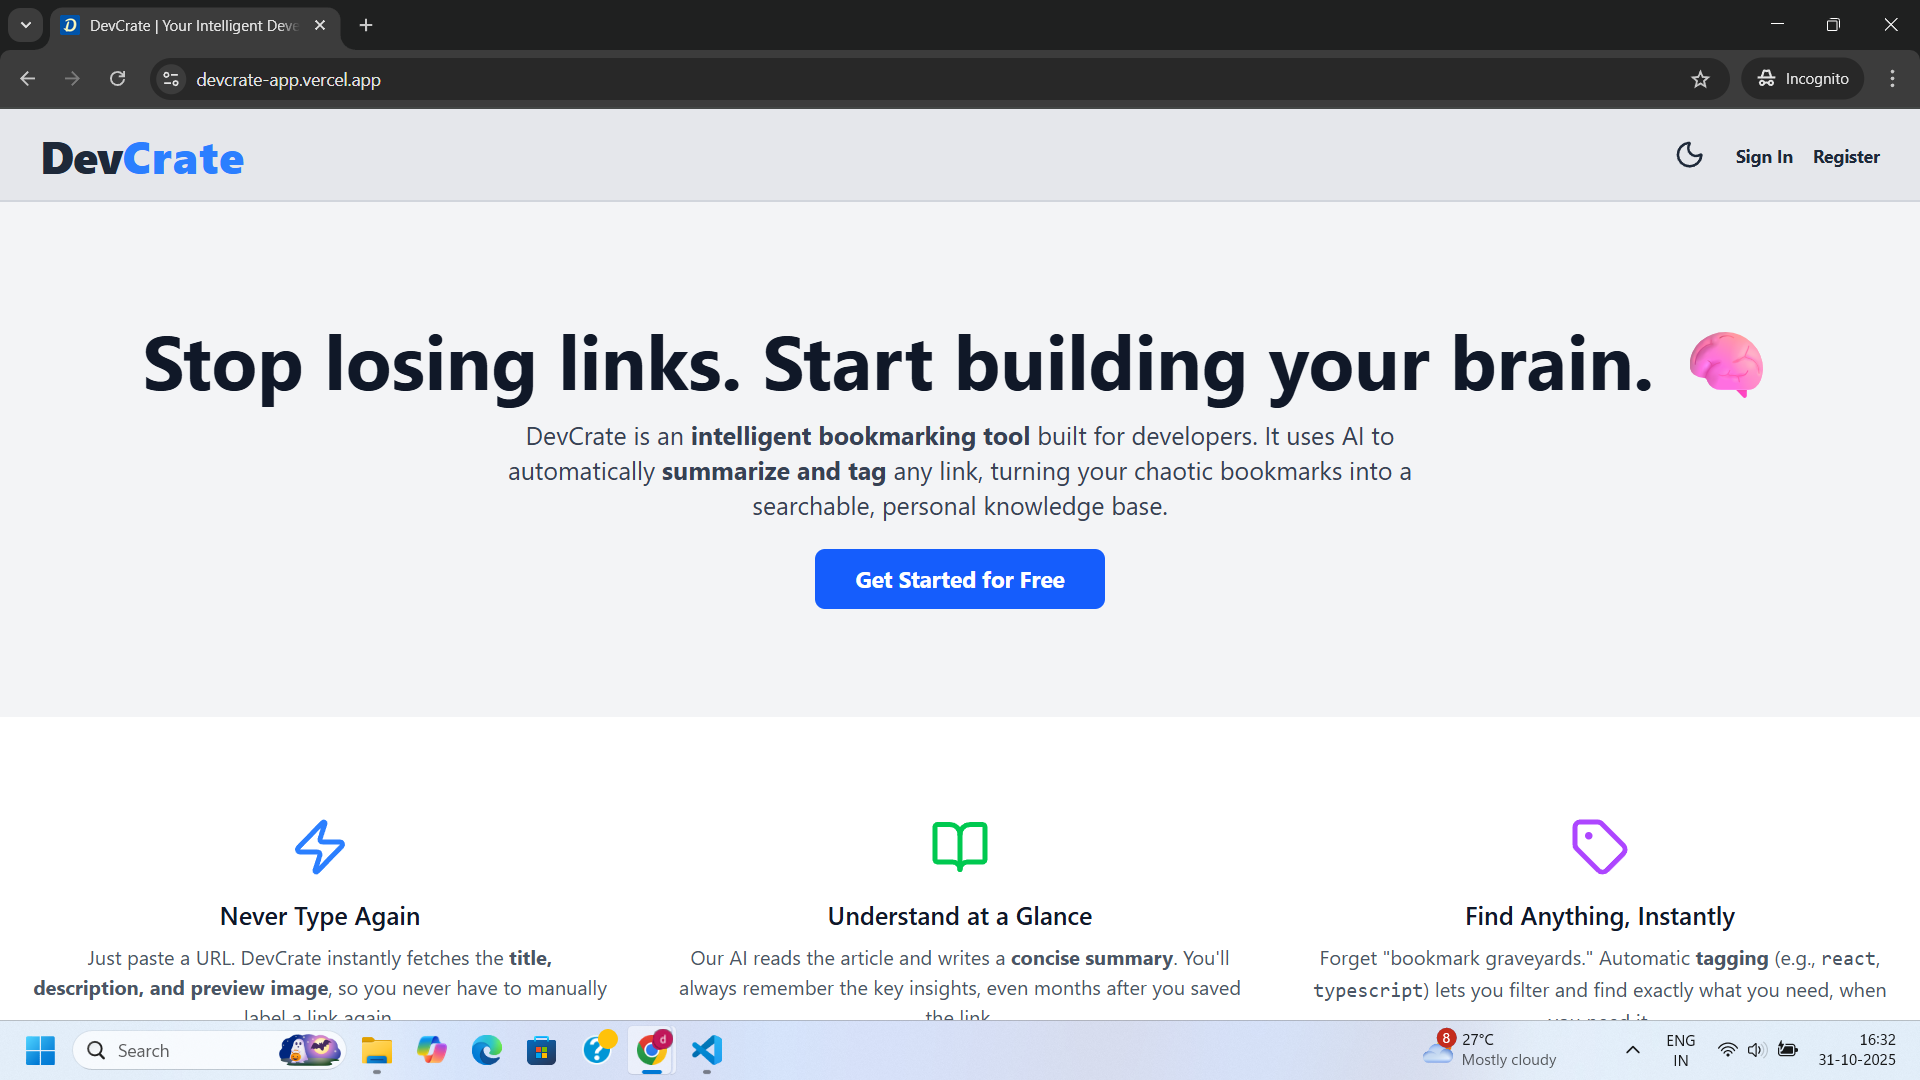 DevCrate | Your Intelligent Deve
devcrate-app.vercel.app
Incognito
DevCrate
Sign In
Register
Stop losing links. Start building your brain. 🧠
DevCrate is an intelligent bookmarking tool built for developers. It uses AI to
automatically summarize and tag any link, turning your chaotic bookmarks into a
searchable, personal knowledge base.
Get Started for Free
Never Type Again
Just paste a URL. DevCrate instantly fetches the title,
description, and preview image, so you never have to manually
label a link again.
Understand at a Glance
Our AI reads the article and writes a concise summary. You'll
always remember the key insights, even months after you saved
the link.
Find Anything, Instantly
Forget "bookmark graveyards." Automatic tagging (e.g., react,
typescript) lets you filter and find exactly what you need, when
you need it.
Search
d
8
27°C
Mostly cloudy
ENG
IN
16:32
31-10-2025